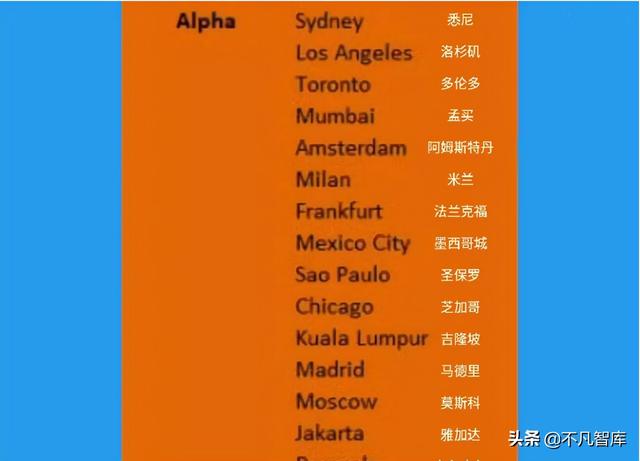 Alpha Sydney 悉尼
Los Angeles 洛杉矶
Toronto 多伦多
Mumbai 孟买
Amsterdam 阿姆斯特丹
Milan 米兰
Frankfurt 法兰克福
Mexico City 墨西哥城
Sao Paulo 圣保罗
Chicago 芝加哥
Kuala Lumpur 吉隆坡
Madrid 马德里
Moscow 莫斯科
Jakarta 雅加达
头条 @不凡智库